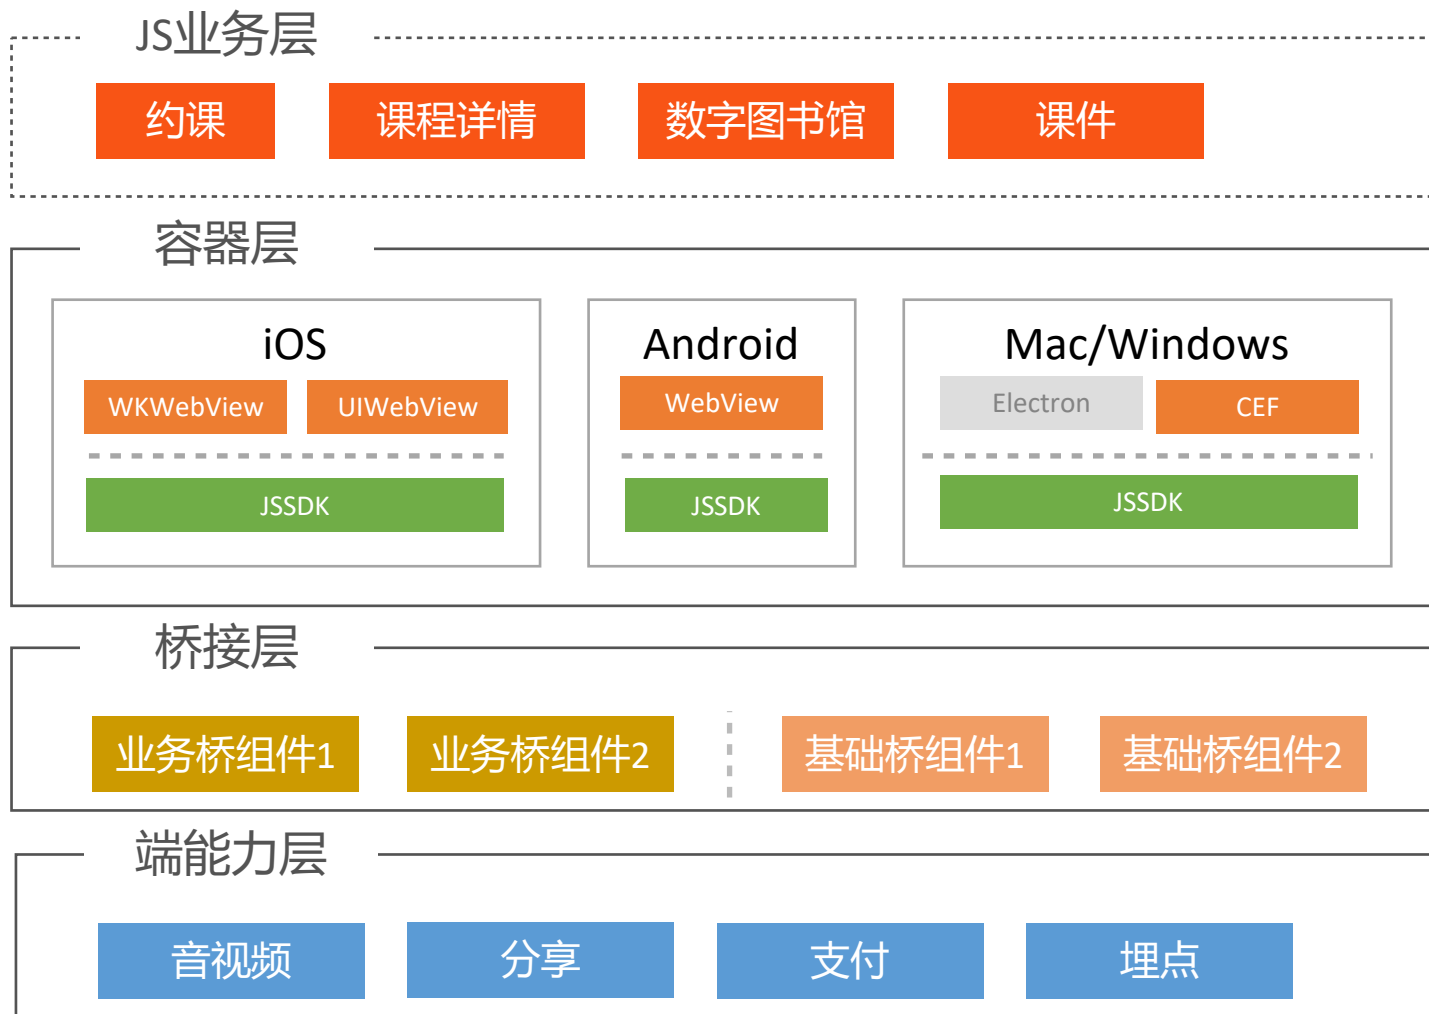 JS业务层
约课
课程详情
数字图书馆
课件
容器层
iOS
Android
Mac/Windows
WKWebView
UIWebView
WebView
Electron
CEF
JSSDK
JSSDK
JSSDK
桥接层
业务桥组件1
业务桥组件2
基础桥组件1
基础桥组件2
端能力层
音视频
分享
支付
埋点